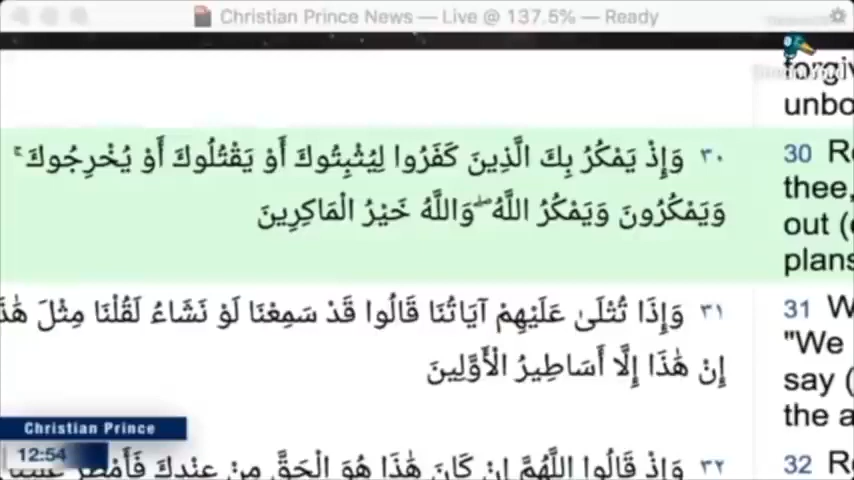 Christian Prince News — Live @ 137.5% — Ready
unbo
٣٠ وَإِذْ يَمْكُرُ بِكَ الَّذِينَ كَفَرُوا لِيُثْبِتُوكَ أَوْ يَقْتُلُوكَ أَوْ يُخْرِجُوكَ ۚ
وَيَمْكُرُونَ وَيَمْكُرُ اللَّهُ ۖ وَاللَّهُ خَيْرُ الْمَاكِرِينَ
30 Re
thee,
out (
plans
٣١ وَإِذَا تُتْلَىٰ عَلَيْهِمْ آيَاتُنَا قَالُوا قَدْ سَمِعْنَا لَوْ نَشَاءُ لَقُلْنَا مِثْلَ هَٰذَ
إِنْ هَٰذَا إِلَّا أَسَاطِيرُ الْأَوَّلِينَ
31 W
"We
say (
the a
٣٢ وَإِذْ قَالُوا اللَّهُمَّ إِنْ كَانَ هَٰذَا هُوَ الْحَقَّ مِنْ عِنْدِكَ فَأَمْطِرْ عَلَيْنَا
32 Re
Christian Prince
12:54